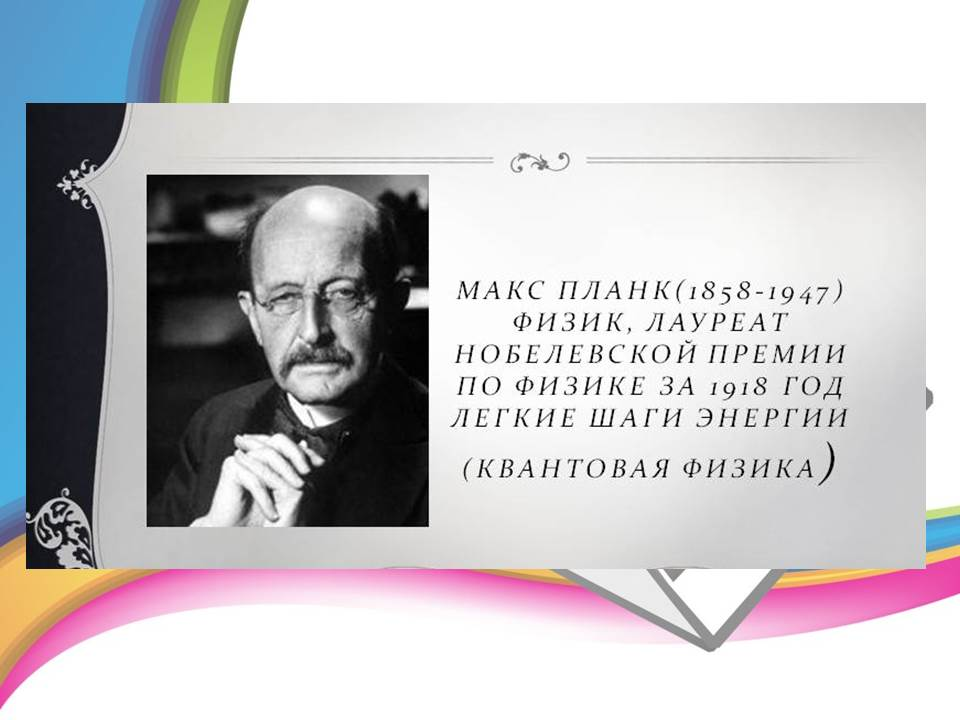 МАКС ПЛАНК(1858-1947)
ФИЗИК, ЛАУРЕАТ
НОБЕЛЕВСКОЙ ПРЕМИИ
ПО ФИЗИКЕ ЗА 1918 ГОД
ЛЕГКИЕ ШАГИ ЭНЕРГИИ
(КВАНТОВАЯ ФИЗИКА)